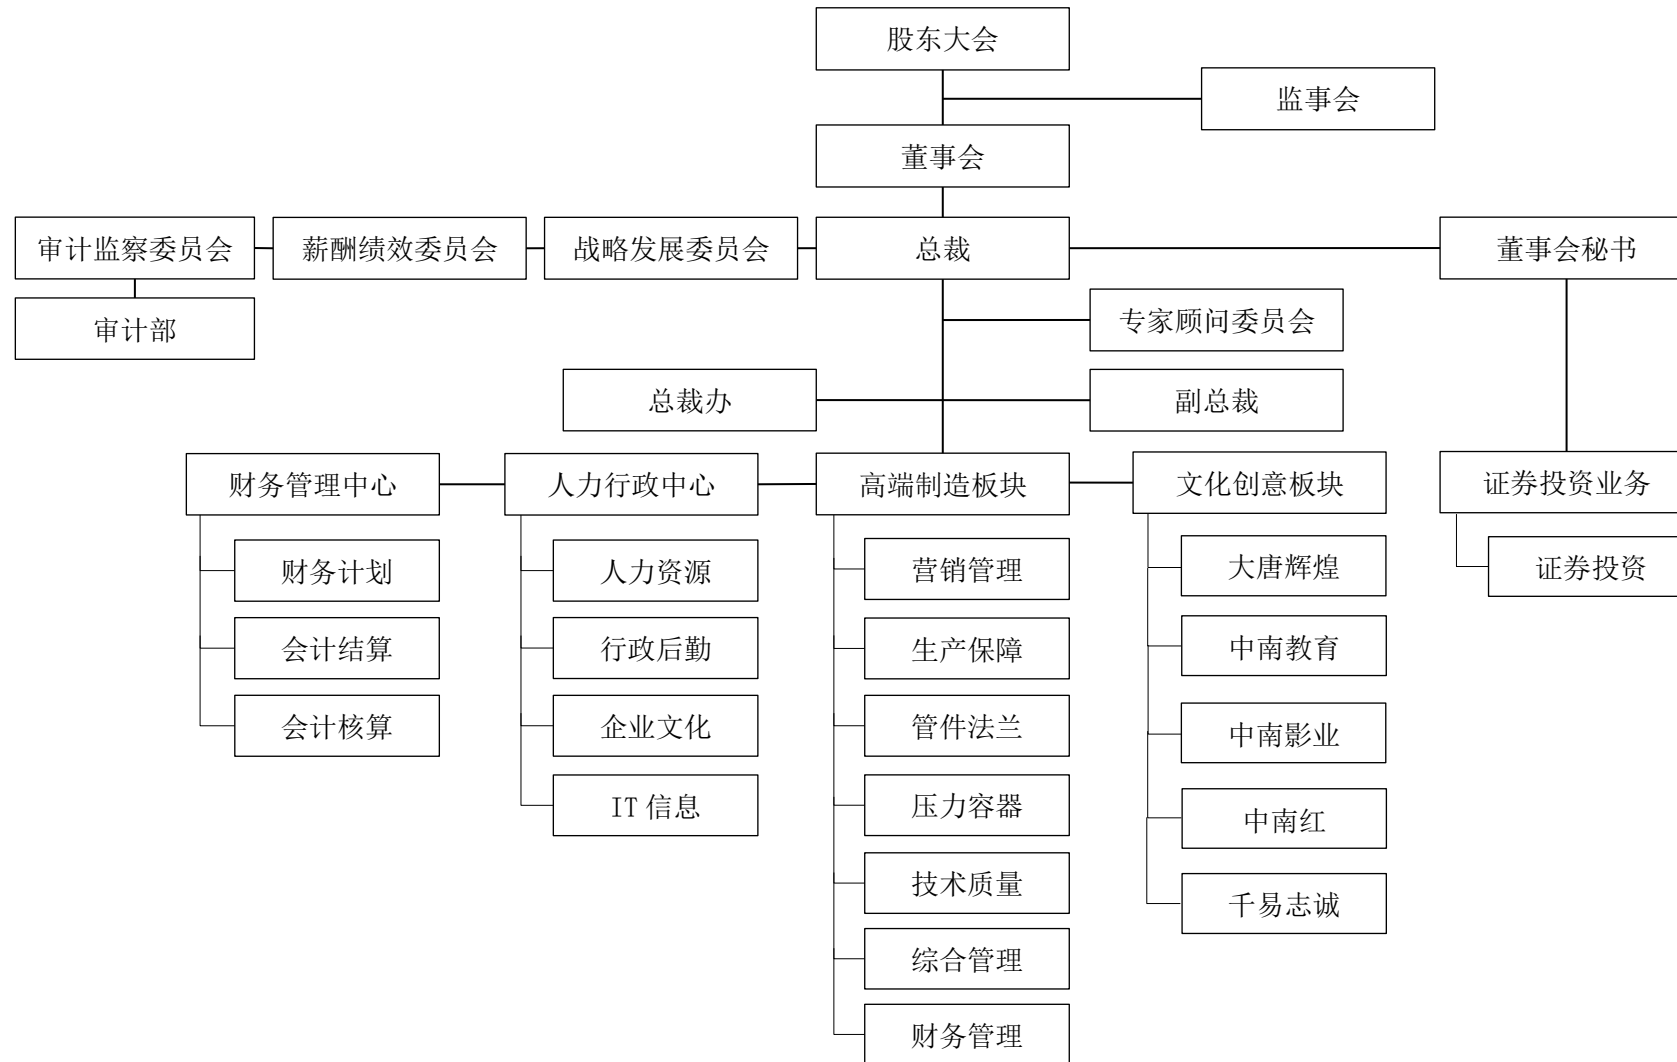 股东大会
监事会
董事会
审计监察委员会
薪酬绩效委员会
战略发展委员会
总裁
董事会秘书
审计部
专家顾问委员会
总裁办
副总裁
财务管理中心
人力行政中心
高端制造板块
文化创意板块
证券投资业务
财务计划
会计结算
会计核算
人力资源
行政后勤
企业文化
IT 信息
营销管理
生产保障
管件法兰
压力容器
技术质量
综合管理
财务管理
大唐辉煌
中南教育
中南影业
中南红
千易志诚
证券投资